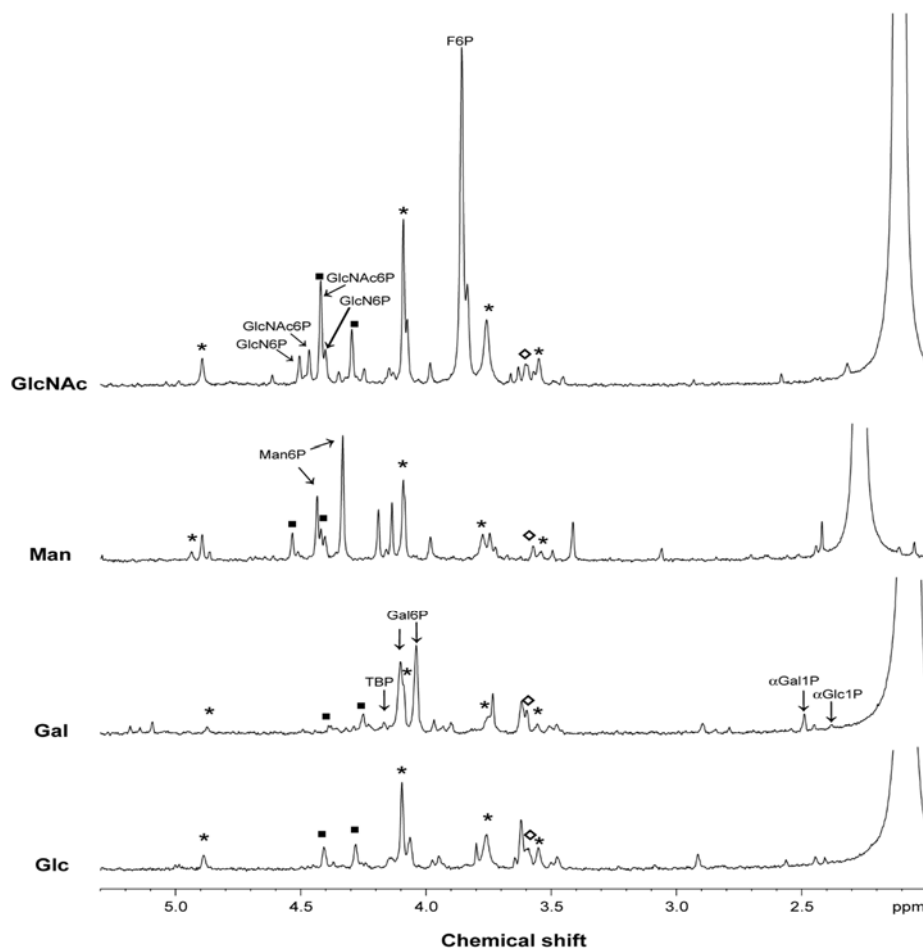 F6P
*
*
■
GlcNAc6P
GlcN6P
GlcNAc6P
■
GlcN6P
*
*
◇
*
GlcNAc
Man6P
*
■
■
*
*
◇
*
Man
Gal6P
*
TBP
αGal1P
αGlc1P
*
■
■
*
◇
*
Gal
*
*
■
■
*
◇
*
Glc
5.0 4.5 4.0 3.5 3.0 2.5 ppm
Chemical shift